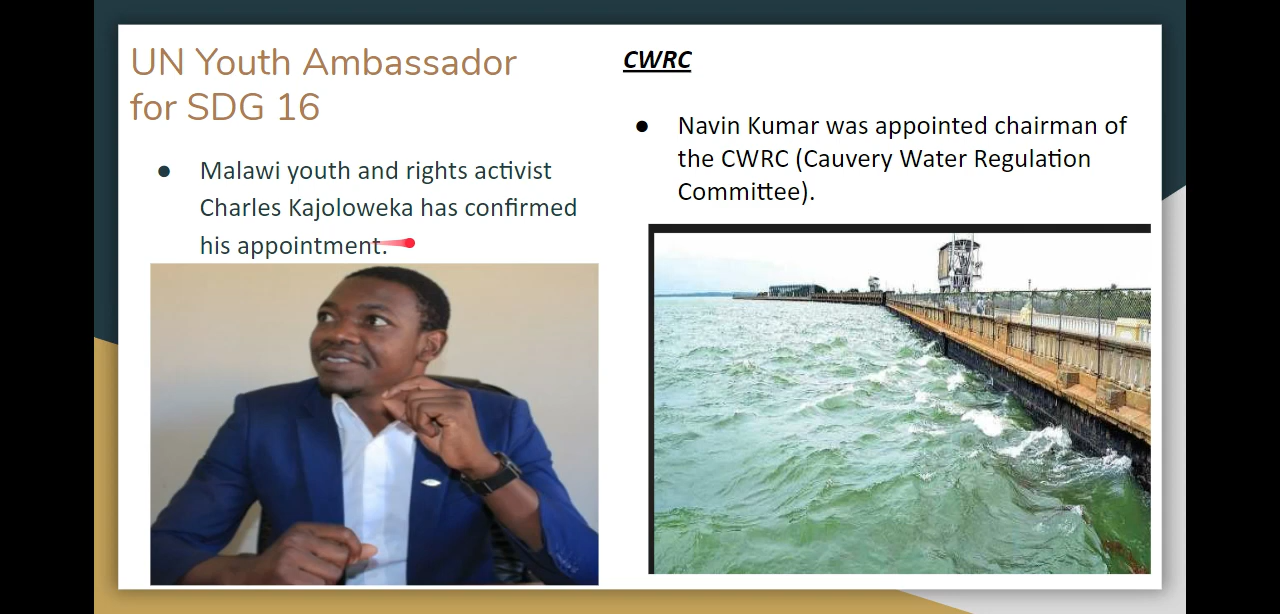 UN Youth Ambassador
for SDG 16
● Malawi youth and rights activist
Charles Kajoloweka has confirmed
his appointment.
CWRC
● Navin Kumar was appointed chairman of
the CWRC (Cauvery Water Regulation
Committee).